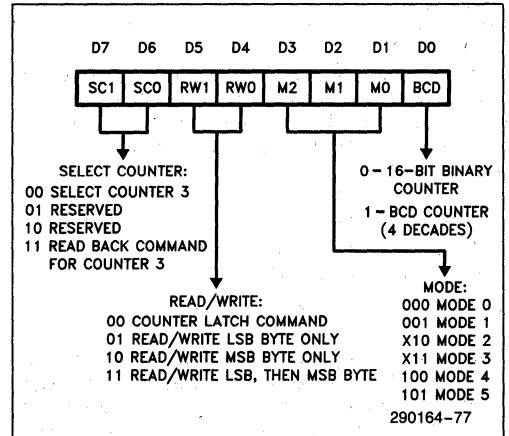 D7 D6 D5 D4 D3 D2 D1 D0
SC1 SC0 RW1 RW0 M2 M1 M0 BCD
SELECT COUNTER:
00 SELECT COUNTER 3
01 RESERVED
10 RESERVED
11 READ BACK COMMAND
FOR COUNTER 3
0-16-BIT BINARY
COUNTER
1-BCD COUNTER
(4 DECADES)
READ/WRITE:
00 COUNTER LATCH COMMAND
01 READ/WRITE LSB BYTE ONLY
10 READ/WRITE MSB BYTE ONLY
11 READ/WRITE LSB, THEN MSB BYTE
MODE:
000 MODE 0
001 MODE 1
X10 MODE 2
X11 MODE 3
100 MODE 4
101 MODE 5
290164-77